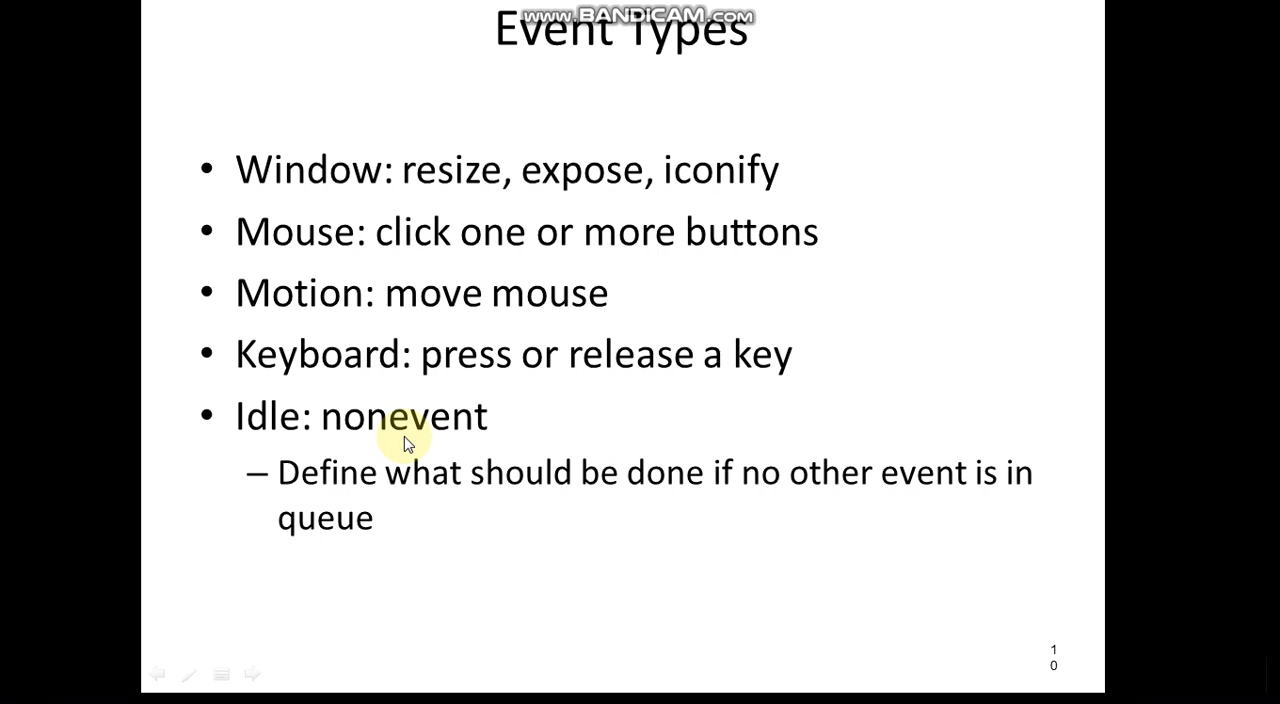 www.BANDICAM.com
Event Types
• Window: resize, expose, iconify
• Mouse: click one or more buttons
• Motion: move mouse
• Keyboard: press or release a key
• Idle: nonevent
– Define what should be done if no other event is in
queue
1
0